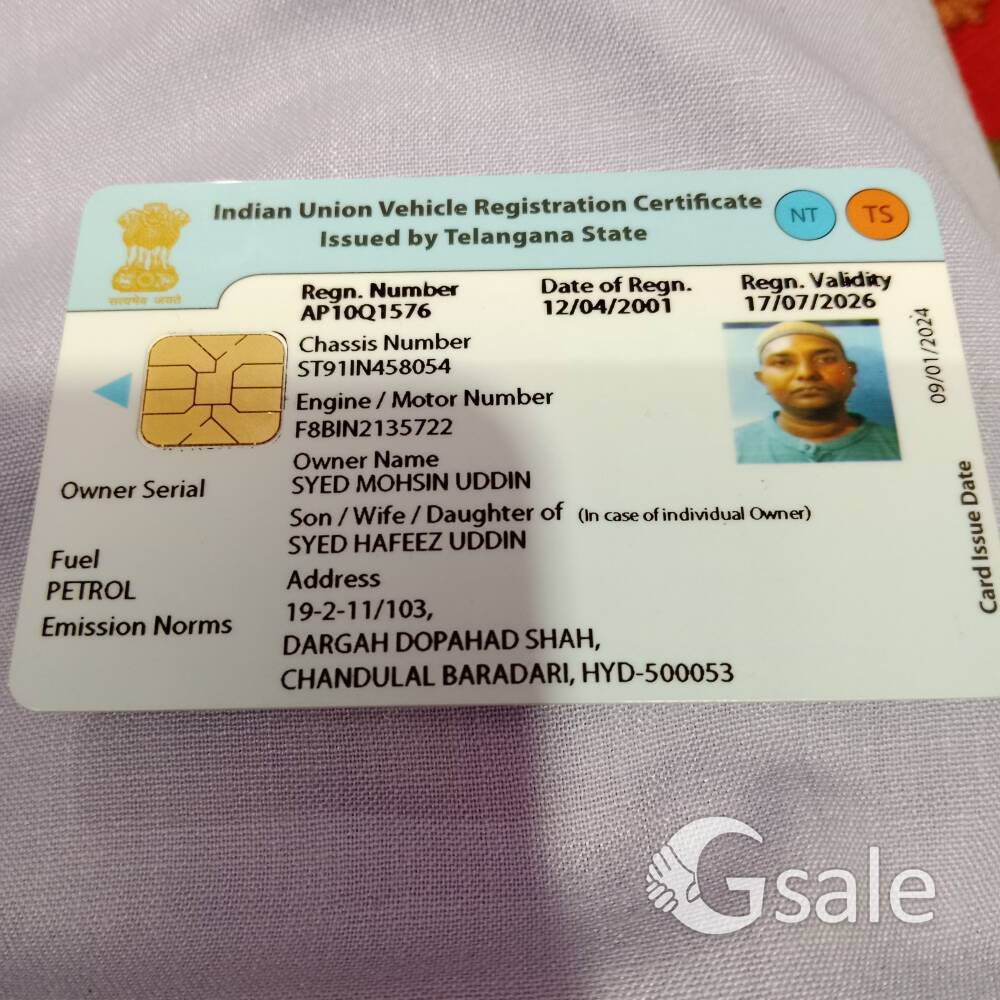 Indian Union Vehicle Registration Certificate
Issued by Telangana State
NT
TS
सत्यमेव जयते
Regn. Number
AP10Q1576
Date of Regn.
12/04/2001
Regn. Validity
17/07/2026
Chassis Number
ST91IN458054
Engine / Motor Number
F8BIN2135722
Owner Name
SYED MOHSIN UDDIN
Owner Serial
Son / Wife / Daughter of (In case of individual Owner)
SYED HAFEEZ UDDIN
Fuel
PETROL
Emission Norms
Address
19-2-11/103,
DARGAH DOPAHAD SHAH,
CHANDULAL BARADARI, HYD-500053
09/01/2024
Card Issue Date
Gsale